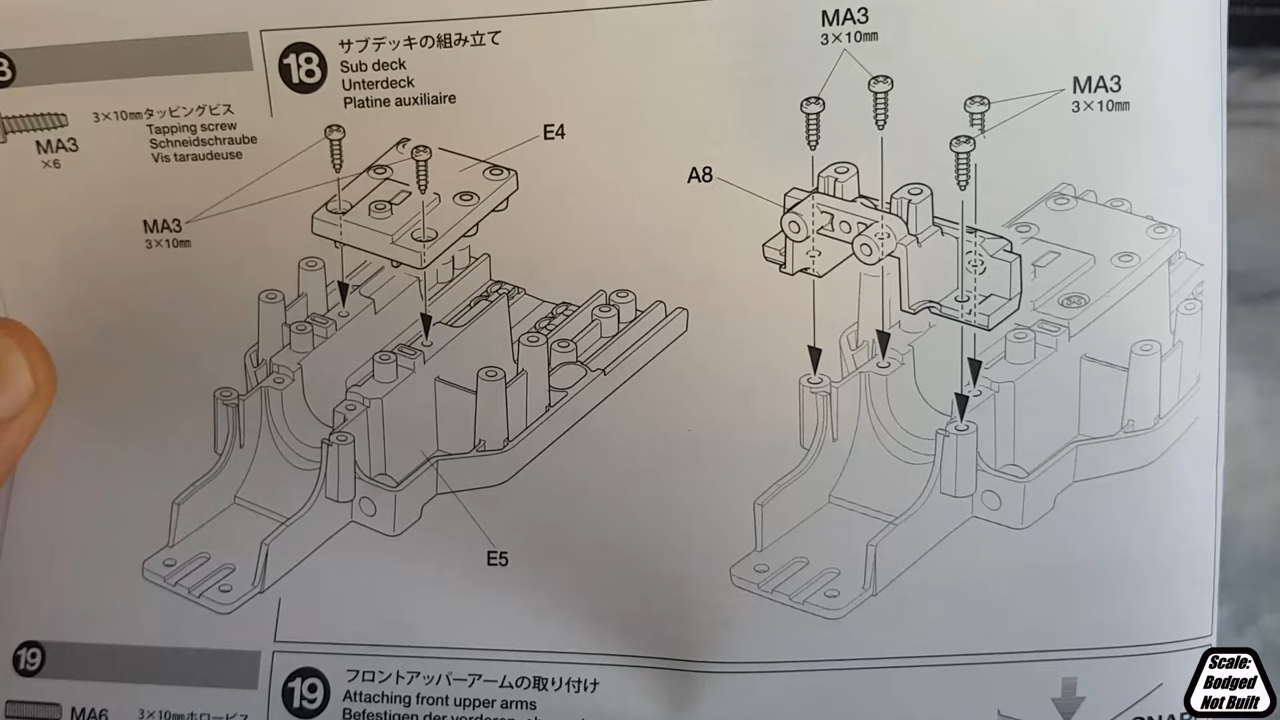 18
サブデッキの組み立て
Sub deck
Unterdeck
Platine auxiliaire
3×10㎜タッピングビス
Tapping screw
Schneidschraube
Vis taraudeuse
MA3
×6
MA3
3×10㎜
E4
E5
MA3
3×10㎜
MA3
3×10㎜
A8
19
MA6
3×10㎜ホロービス
19
フロントアッパーアームの取り付け
Attaching front upper arms
Scale:
Bodged
Not Built